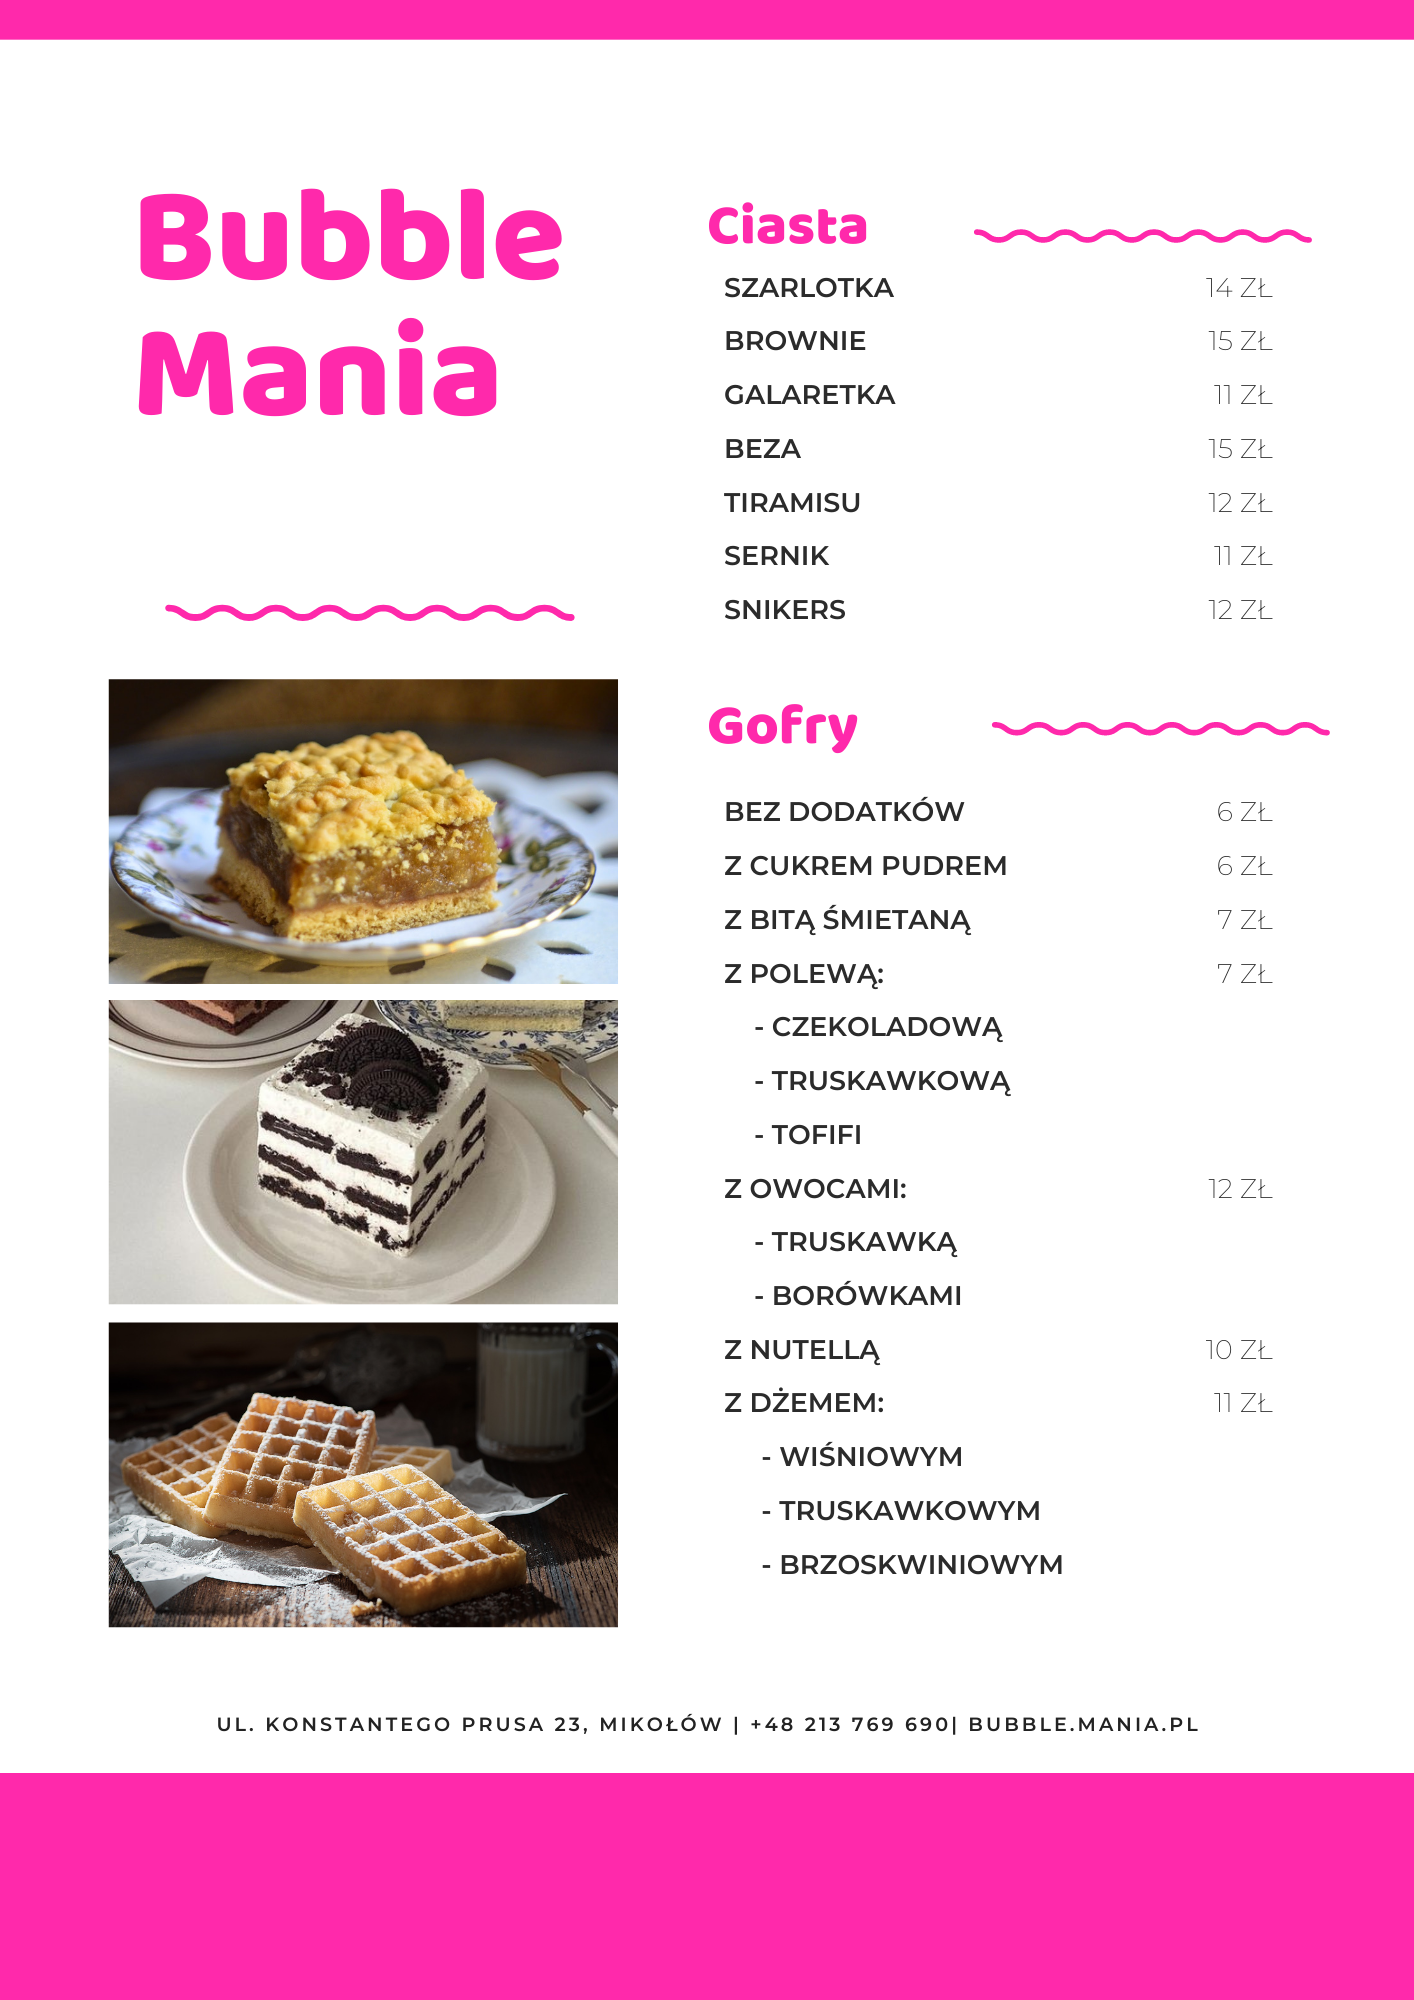 Bubble
Mania
Ciasta
SZARLOTKA 14 ZŁ
BROWNIE 15 ZŁ
GALARETKA 11 ZŁ
BEZA 15 ZŁ
TIRAMISU 12 ZŁ
SERNIK 11 ZŁ
SNIKERS 12 ZŁ
Gofry
BEZ DODATKÓW 6 ZŁ
Z CUKREM PUDREM 6 ZŁ
Z BITĄ ŚMIETANĄ 7 ZŁ
Z POLEWĄ: 7 ZŁ
- CZEKOLADOWĄ
- TRUSKAWKOWĄ
- TOFIFI
Z OWOCAMI: 12 ZŁ
- TRUSKAWKĄ
- BORÓWKAMI
Z NUTELLĄ 10 ZŁ
Z DŻEMEM: 11 ZŁ
- WIŚNIOWYM
- TRUSKAWKOWYM
- BRZOSKWINIOWYM
UL. KONSTANTEGO PRUSA 23, MIKOŁÓW | +48 213 769 690| BUBBLE.MANIA.PL